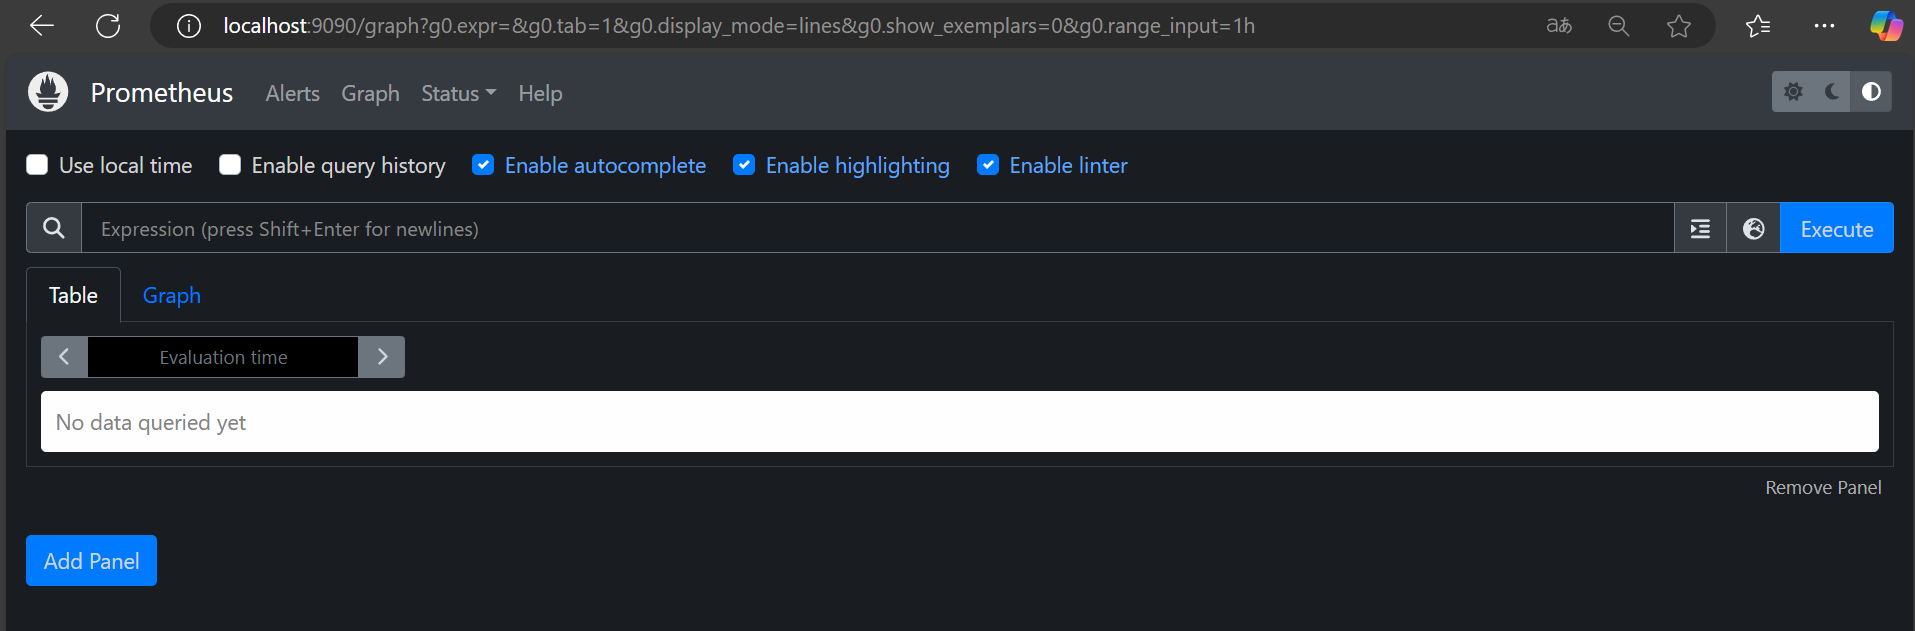 localhost:9090/graph?g0.expr=&g0.tab=1&g0.display_mode=lines&g0.show_exemplars=0&g0.range_input=1h
aあ
Prometheus Alerts Graph Status Help
Use local time Enable query history Enable autocomplete Enable highlighting Enable linter
Expression (press Shift+Enter for newlines) Execute
Table Graph
Evaluation time
No data queried yet
Remove Panel
Add Panel